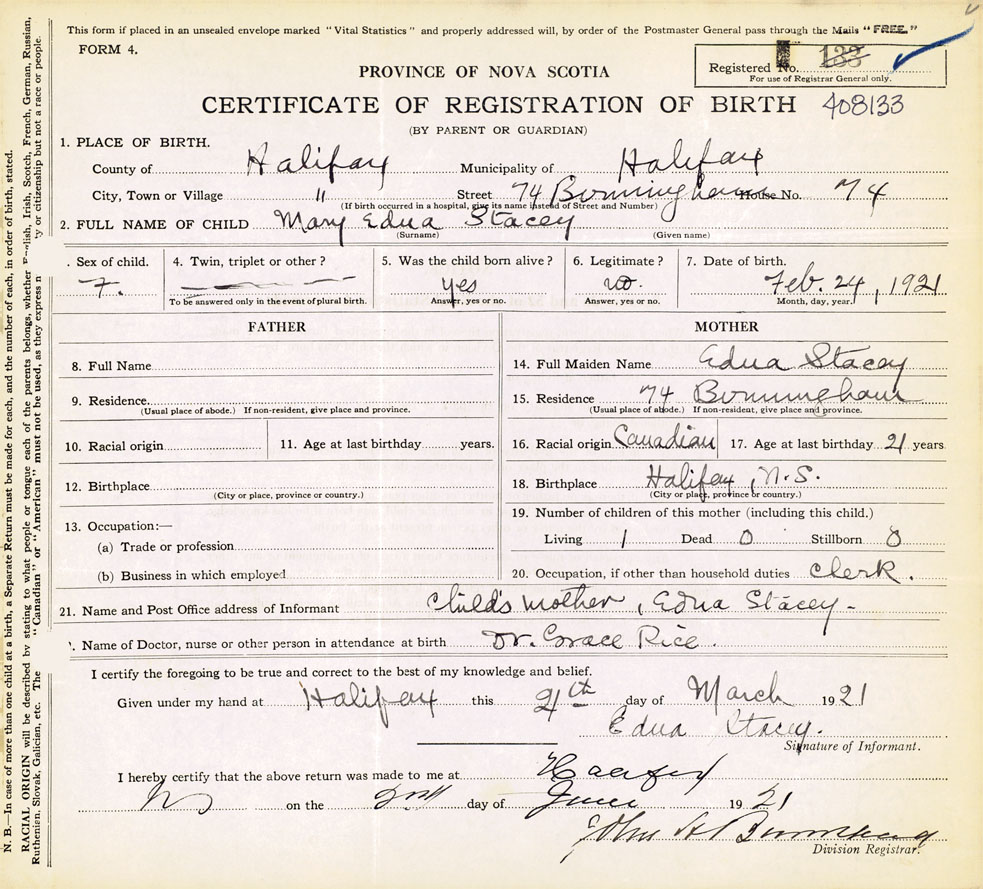 This form if placed in an unsealed envelope marked "Vital Statistics" and properly addressed will, by order of the Postmaster General pass through the Mails "FREE."
FORM 4.
Registered No. 133
For use of Registrar General only.
PROVINCE OF NOVA SCOTIA
CERTIFICATE OF REGISTRATION OF BIRTH 408133
(BY PARENT OR GUARDIAN)
1. PLACE OF BIRTH.
County of Halifax Municipality of Halifax
City, Town or Village " Street 74 Birmingham House No. 74
(If birth occurred in a hospital, give its name instead of Street and Number)
2. FULL NAME OF CHILD Mary Edna Stacey
(Surname) (Given name)
. Sex of child. 4. Twin, triplet or other? 5. Was the child born alive? 6. Legitimate? 7. Date of birth.
F. yes no. Feb. 24, 1921
To be answered only in the event of plural birth. Answer, yes or no. Answer, yes or no. Month, day, year.
FATHER
8. Full Name
9. Residence.
(Usual place of abode.) If non-resident, give place and province.
10. Racial origin 11. Age at last birthday years.
12. Birthplace
(City or place, province or country.)
13. Occupation:—
(a) Trade or profession
(b) Business in which employed
MOTHER
14. Full Maiden Name Edna Stacey
15. Residence 74 Birmingham
(Usual place of abode.) If non-resident, give place and province.
16. Racial origin Canadian 17. Age at last birthday 21 years
18. Birthplace Halifax, N.S.
(City or place, province or country.)
19. Number of children of this mother (including this child.)
Living 1 Dead 0 Stillborn 0
20. Occupation, if other than household duties clerk.
21. Name and Post Office address of Informant Child's mother, Edna Stacey-
. Name of Doctor, nurse or other person in attendance at birth Dr. Grace Rice.
I certify the foregoing to be true and correct to the best of my knowledge and belief.
Given under my hand at Halifax this day of March 1921
Edna Stacey.
Signature of Informant.
I hereby certify that the above return was made to me at Halifax
NS on the 2nd day of June 1921
John A
Division Registrar.
N. B.—In case of more than one child at a birth, a Separate Return must be made for each, and the number of each, in order of birth, stated.
RACIAL ORIGIN will be described by stating to what people or tongue each of the parents belongs, whether English, Irish, Scotch, French, German, Russian,
Ruthenian, Slovak, Galician, etc. The "Canadian" or "American" must not be used, as they express n y or citizenship but not a race or people.